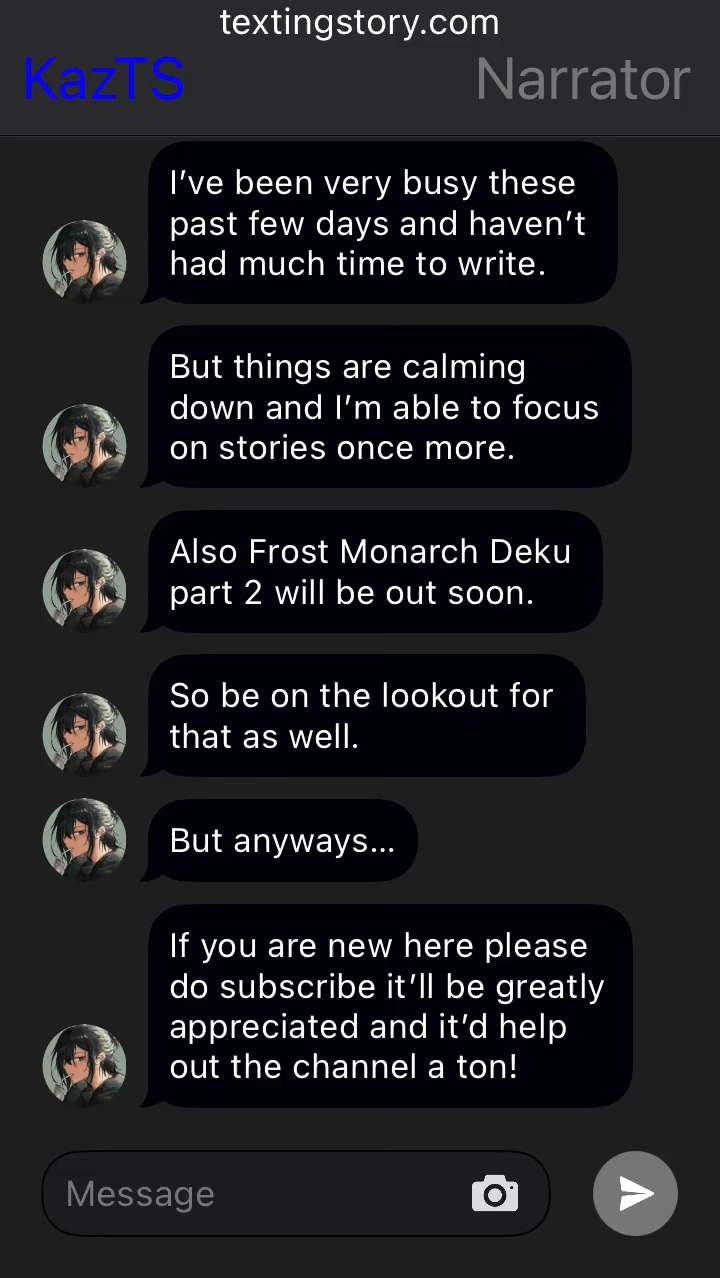 textingstory.com
KazTS
Narrator
I’ve been very busy these
past few days and haven’t
had much time to write.
But things are calming
down and I’m able to focus
on stories once more.
Also Frost Monarch Deku
part 2 will be out soon.
So be on the lookout for
that as well.
But anyways...
If you are new here please
do subscribe it’ll be greatly
appreciated and it’d help
out the channel a ton!
Message